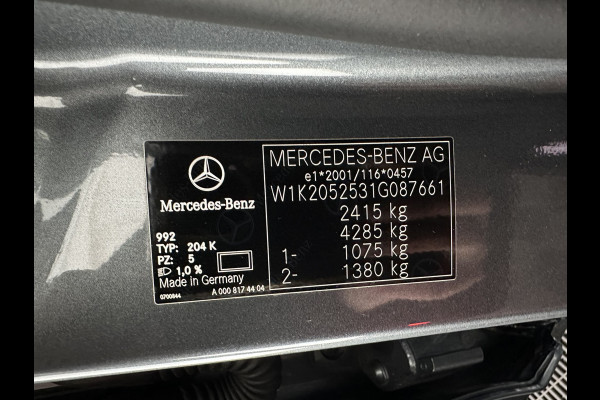 Mercedes-Benz
992
TYP: 204 K
PZ: 5
1,0 %
Made in Germany
0700844
A 000 817 44 04
MERCEDES-BENZ AG
e1*2001/116*0457
W1K2052531G087661
2415 kg
4285 kg
1- 1075 kg
2- 1380 kg